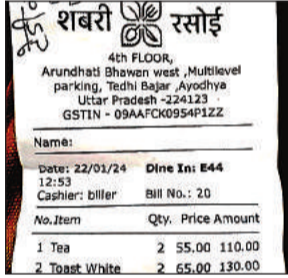 शबरी रसोई
4th FLOOR,
Arundhati Bhawan west ,Multilevel
parking, Tedhi Bajar ,Ayodhya
Uttar Pradesh -224123
GSTIN - 09AAFCK0954P1ZZ
Name:
Date: 22/01/24 Dine In: E44
12:53
Cashier: biller Bill No.: 20
No.Item Qty. Price Amount
1 Tea 2 55.00 110.00
2 Toast White 2 65.00 130.00